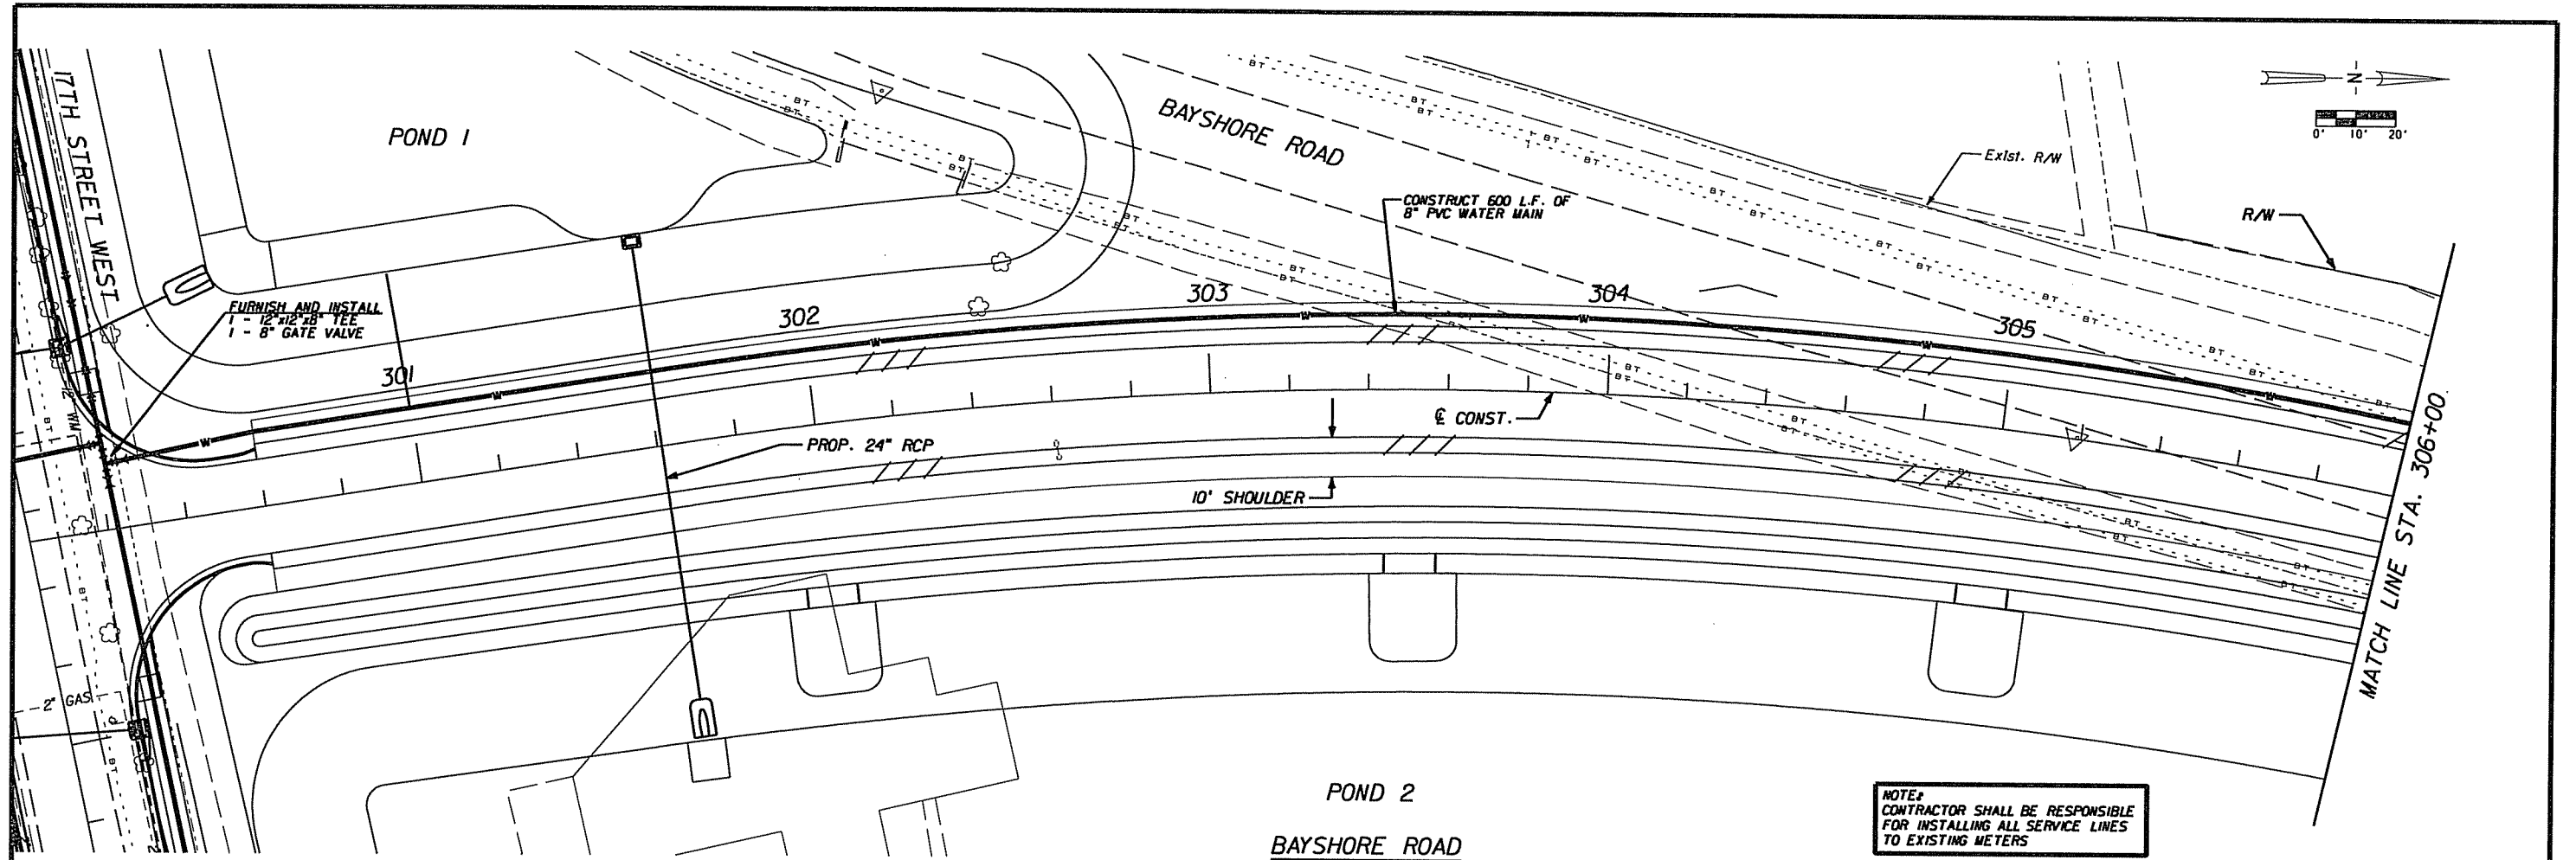 17TH STREET WEST
POND 1
BAYSHORE ROAD
N
0' 10' 20'
Exist. R/W
R/W
CONSTRUCT 600 L.F. OF
8" PVC WATER MAIN
FURNISH AND INSTALL
1 - 12"x12"x8" TEE
1 - 8" GATE VALVE
301
302
303
304
305
12" WM
PROP. 24" RCP
℄ CONST.
10' SHOULDER
2" GAS
MATCH LINE STA. 306+00
POND 2
BAYSHORE ROAD
NOTE:
CONTRACTOR SHALL BE RESPONSIBLE
FOR INSTALLING ALL SERVICE LINES
TO EXISTING METERS